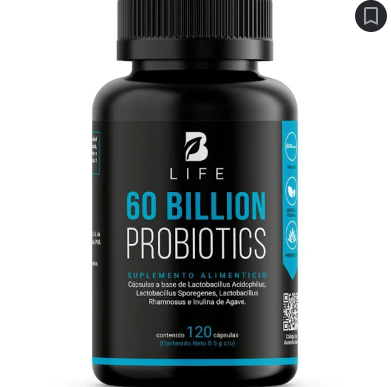 B
LIFE
60 BILLION
PROBIOTICS
SUPLEMENTO ALIMENTICIO
Cápsulas a base de Lactobacillus Acidophilus,
Lactobacillus Sporegenes, Lactobacillus
Rhamnosus e Inulina de Agave.
contenido 120 cápsulas
(Contenido Neto 0.5 g c/u)